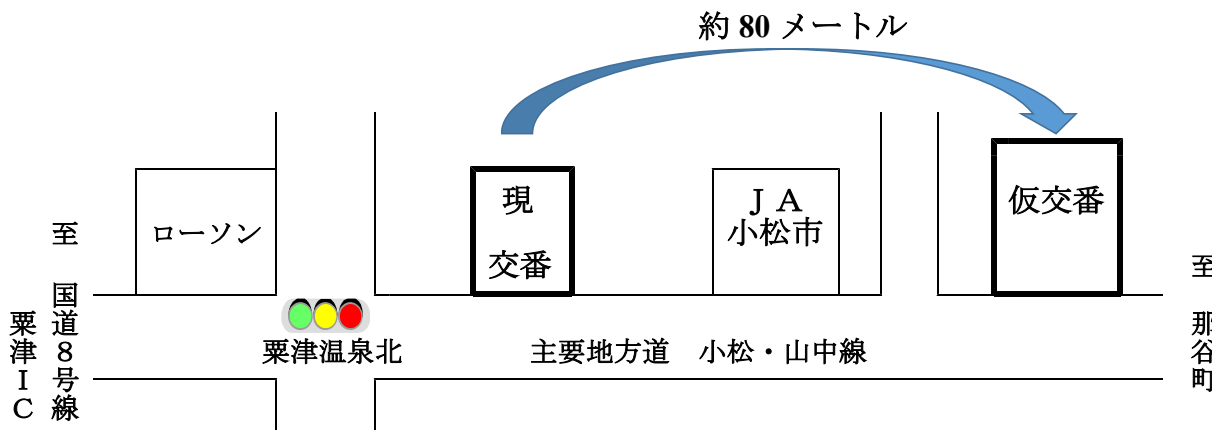 約 80 メートル
現
交番
ＪＡ
小松市
仮交番
ローソン
至　国道８号線
粟津ＩＣ
至　那谷町
粟津温泉北
主要地方道　小松・山中線